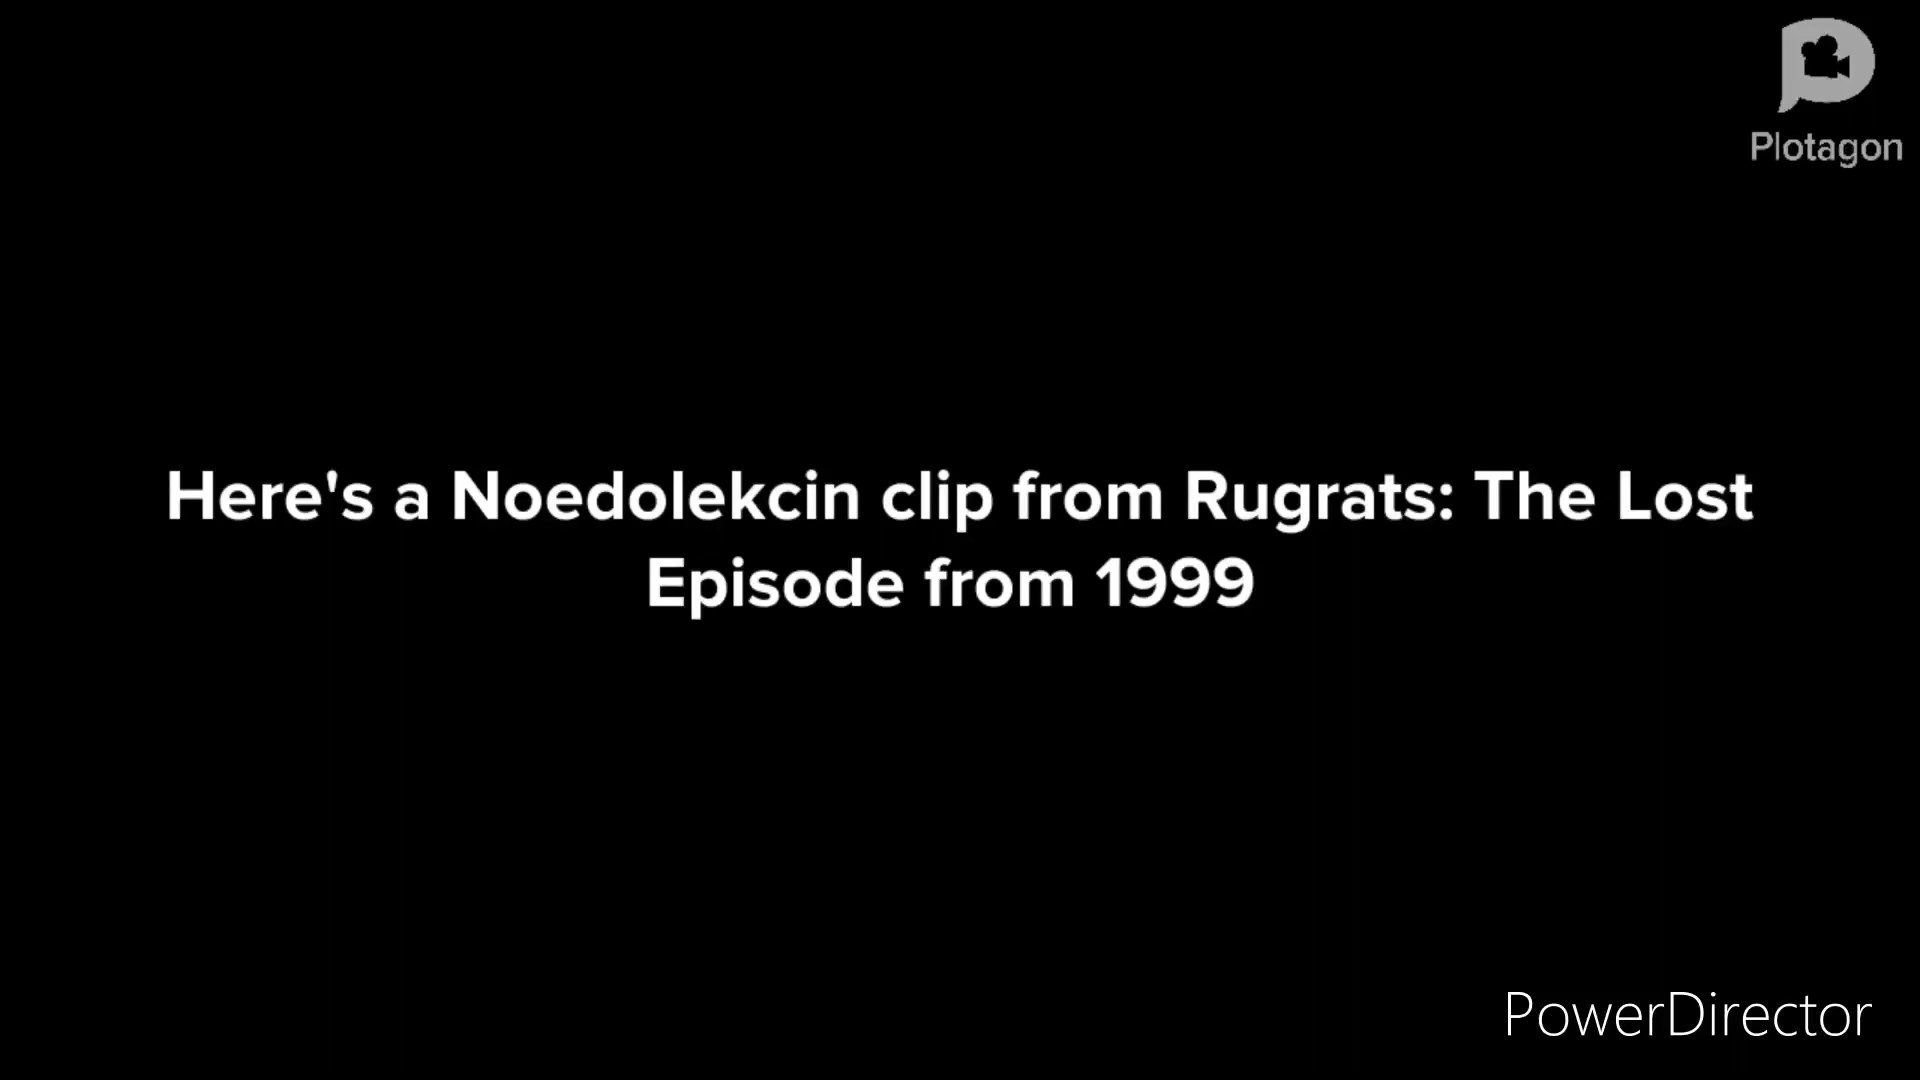 Plotagon
Here's a Noedolekcin clip from Rugrats: The Lost
Episode from 1999
PowerDirector